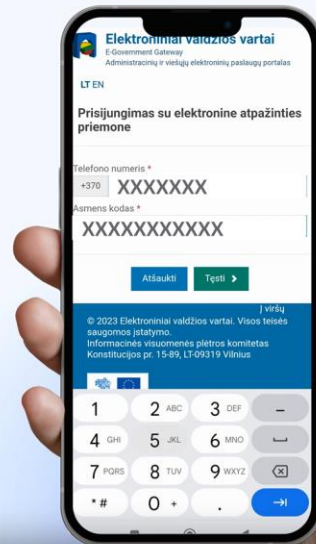 Elektroniniai valdžios vartai
E-Government Gateway
Administracinių ir viešųjų elektroninių paslaugų portalas
LT EN
Prisijungimas su elektronine atpažinties
priemone
Telefono numeris *
+370 XXXXXXX
Asmens kodas *
XXXXXXXXXXX
Atšaukti Tęsti
Į viršų
© 2023 Elektroniniai valdžios vartai. Visos teisės
saugomos įstatymo.
Informacinės visuomenės plėtros komitetas
Konstitucijos pr. 15-89, LT-09319 Vilnius
1 2 ABC 3 DEF –
4 GHI 5 JKL 6 MNO
7 PQRS 8 TUV 9 WXYZ
* # 0 + .